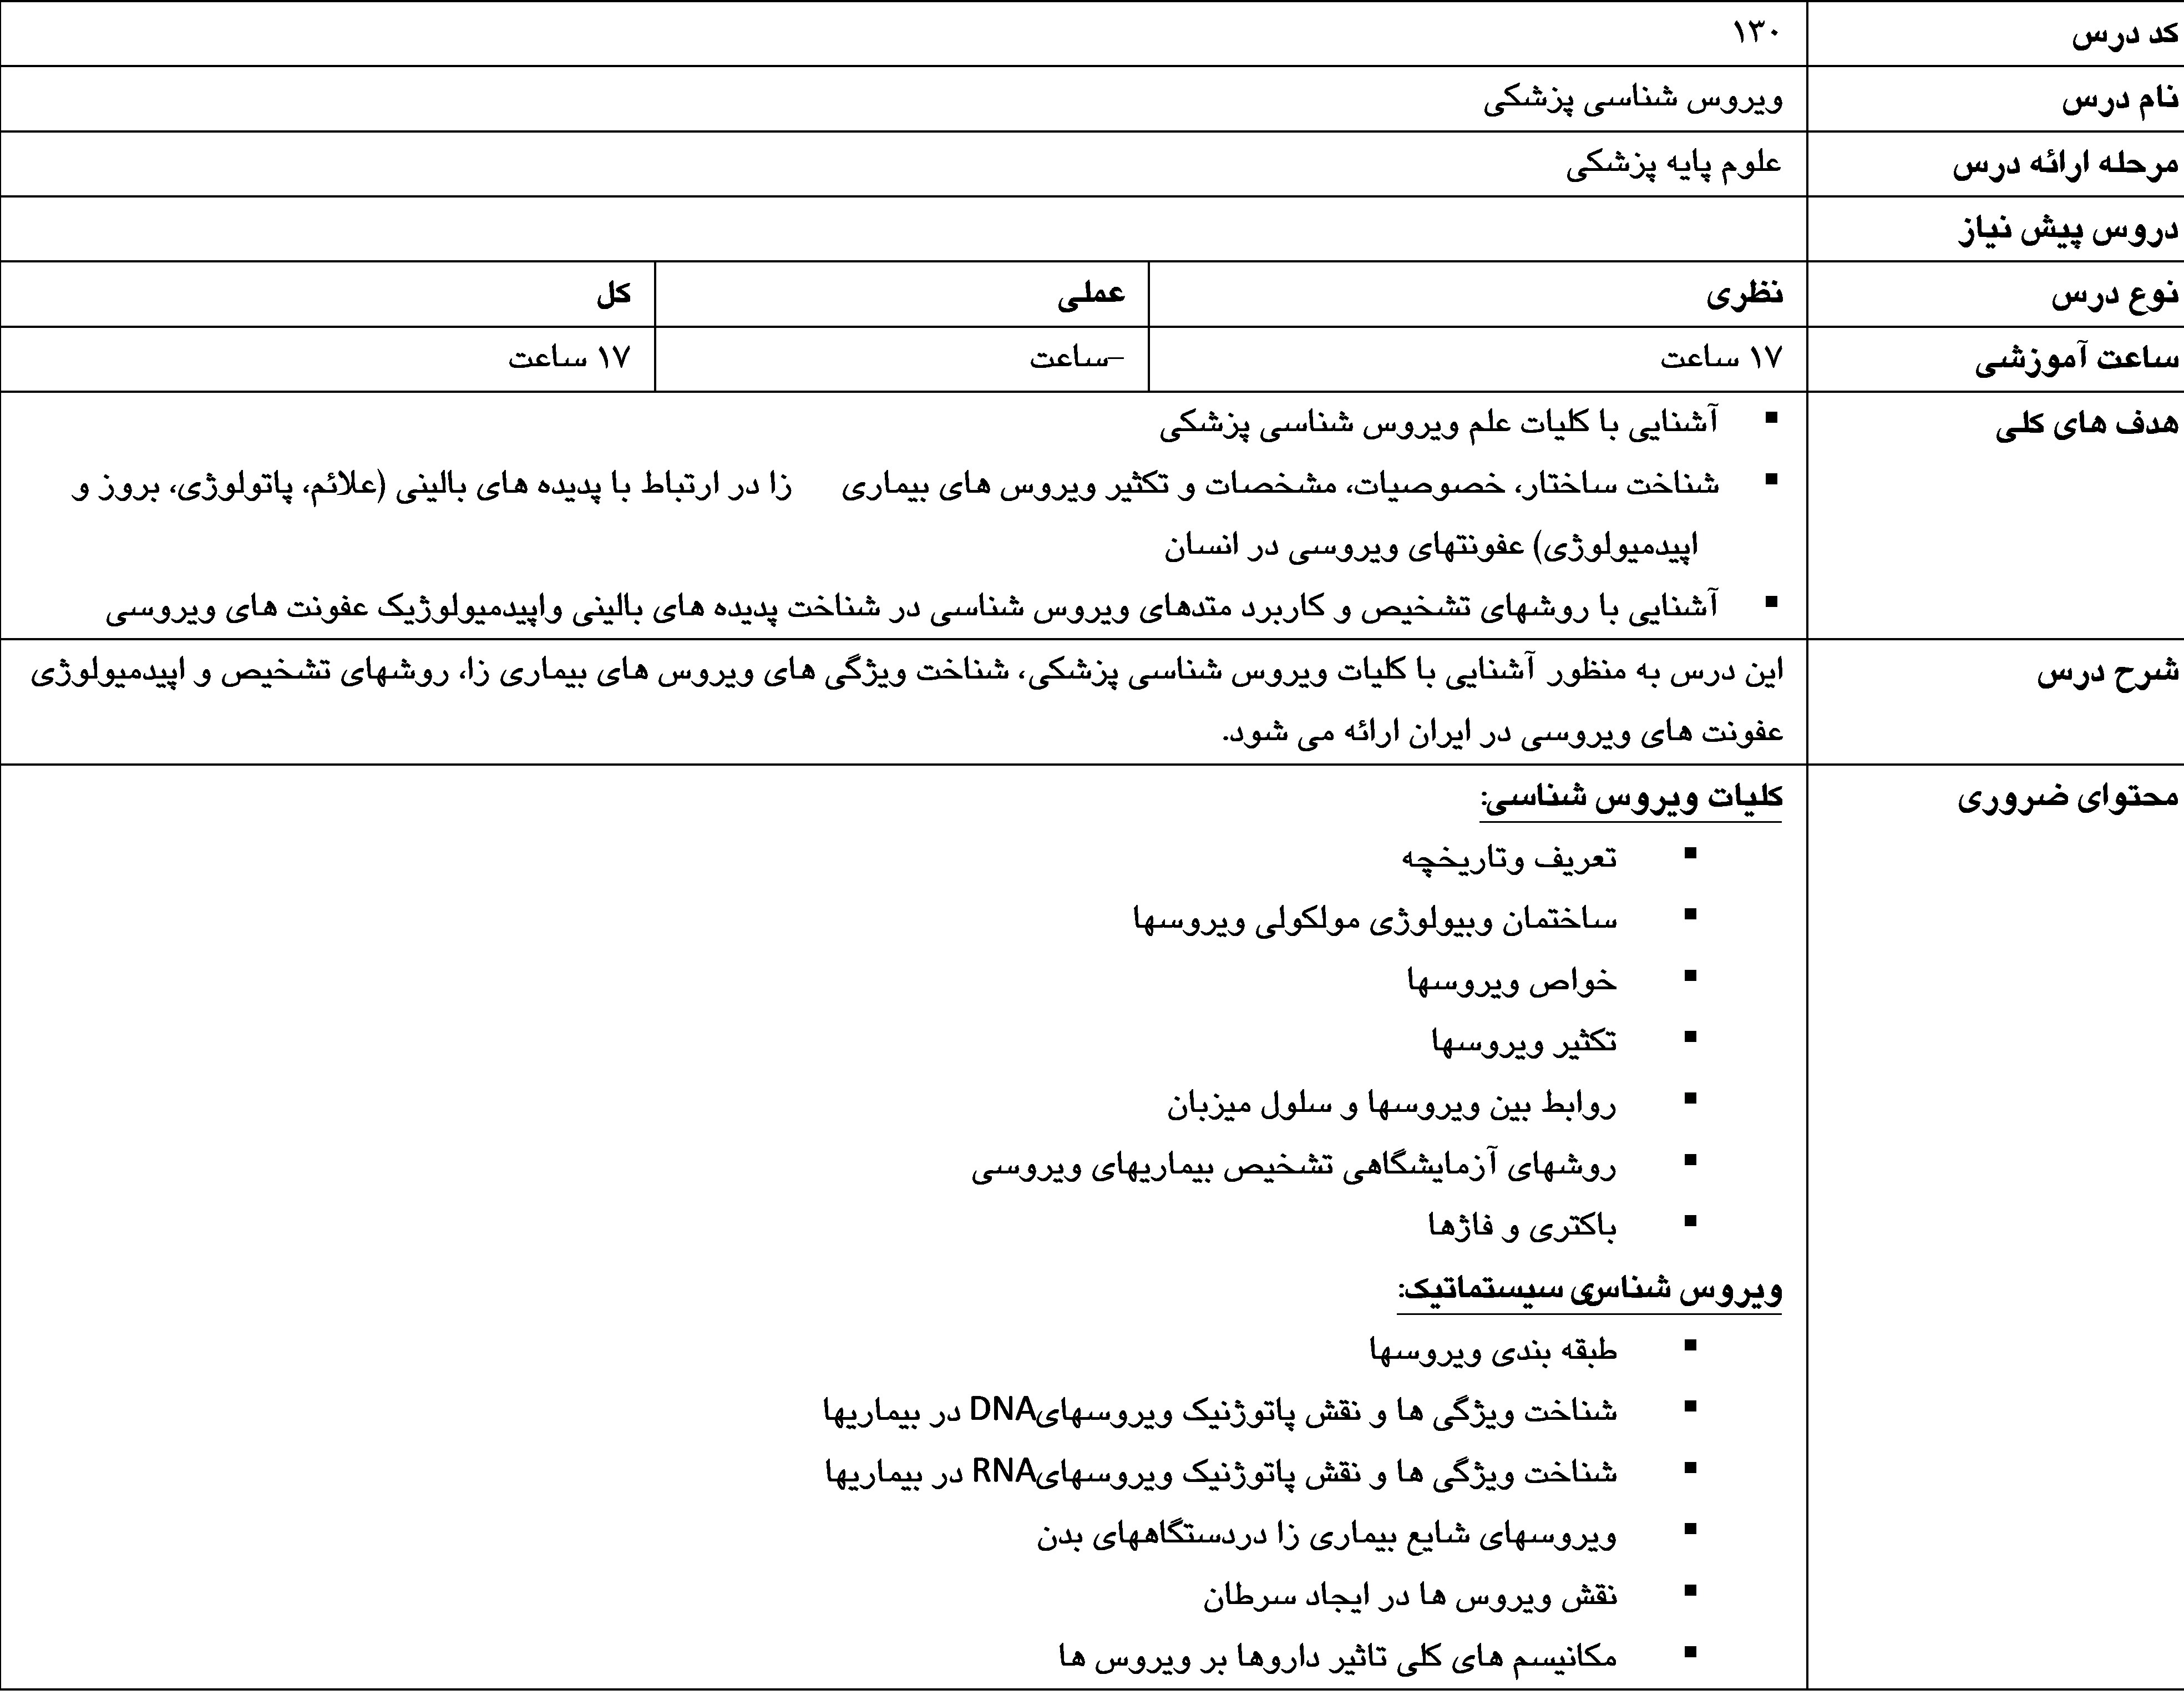 کد درس ۱۳۰
نام درس ویروس شناسی پزشکی
مرحله ارائه درس علوم پایه پزشکی
دروس پیش نیاز
نوع درس نظری عملی کل
ساعت آموزشی ۱۷ ساعت –ساعت ۱۷ ساعت
هدف های کلی ▪ آشنایی با کلیات علم ویروس شناسی پزشکی
▪ شناخت ساختار، خصوصیات، مشخصات و تکثیر ویروس های بیماری زا در ارتباط با پدیده های بالینی (علائم، پاتولوژی، بروز و
اپیدمیولوژی) عفونتهای ویروسی در انسان
▪ آشنایی با روشهای تشخیص و کاربرد متدهای ویروس شناسی در شناخت پدیده های بالینی واپیدمیولوژیک عفونت های ویروسی
شرح درس این درس به منظور آشنایی با کلیات ویروس شناسی پزشکی، شناخت ویژگی های ویروس های بیماری زا، روشهای تشخیص و اپیدمیولوژی
عفونت های ویروسی در ایران ارائه می شود.
محتوای ضروری کلیات ویروس شناسی:
▪ تعریف وتاریخچه
▪ ساختمان وبیولوژی مولکولی ویروسها
▪ خواص ویروسها
▪ تکثیر ویروسها
▪ روابط بین ویروسها و سلول میزبان
▪ روشهای آزمایشگاهی تشخیص بیماریهای ویروسی
▪ باکتری و فاژها
ویروس شناسی سیستماتیک:
▪ طبقه بندی ویروسها
▪ شناخت ویژگی ها و نقش پاتوژنیک ویروسهایDNA در بیماریها
▪ شناخت ویژگی ها و نقش پاتوژنیک ویروسهایRNA در بیماریها
▪ ویروسهای شایع بیماری زا دردستگاههای بدن
▪ نقش ویروس ها در ایجاد سرطان
▪ مکانیسم های کلی تاثیر داروها بر ویروس ها